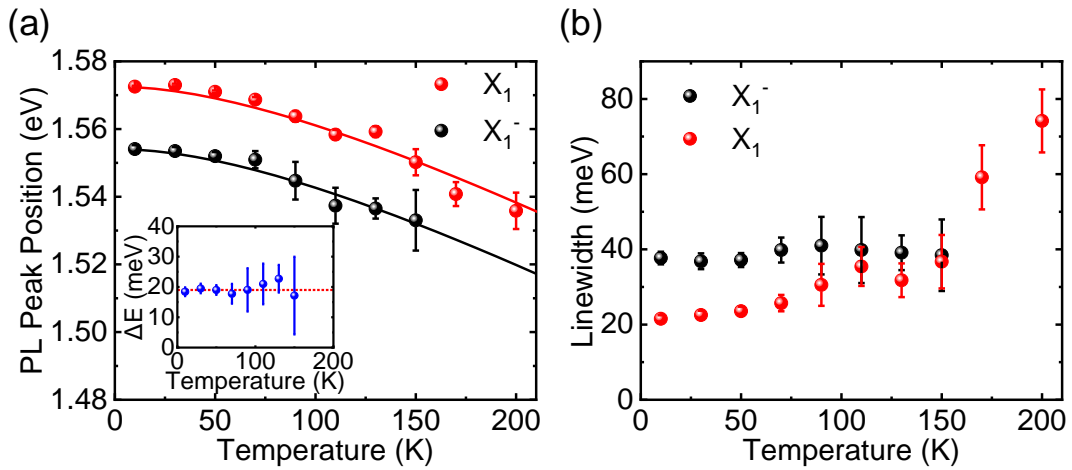 (a)
PL Peak Position (eV)
1.58
1.56
1.54
1.52
1.50
1.48
X₁
X₁⁻
ΔE (meV)
40
30
20
10
0
0 100 200
Temperature (K)
0 50 100 150 200
Temperature (K)
(b)
Linewidth (meV)
80
60
40
20
0
X₁⁻
X₁
0 50 100 150 200
Temperature (K)